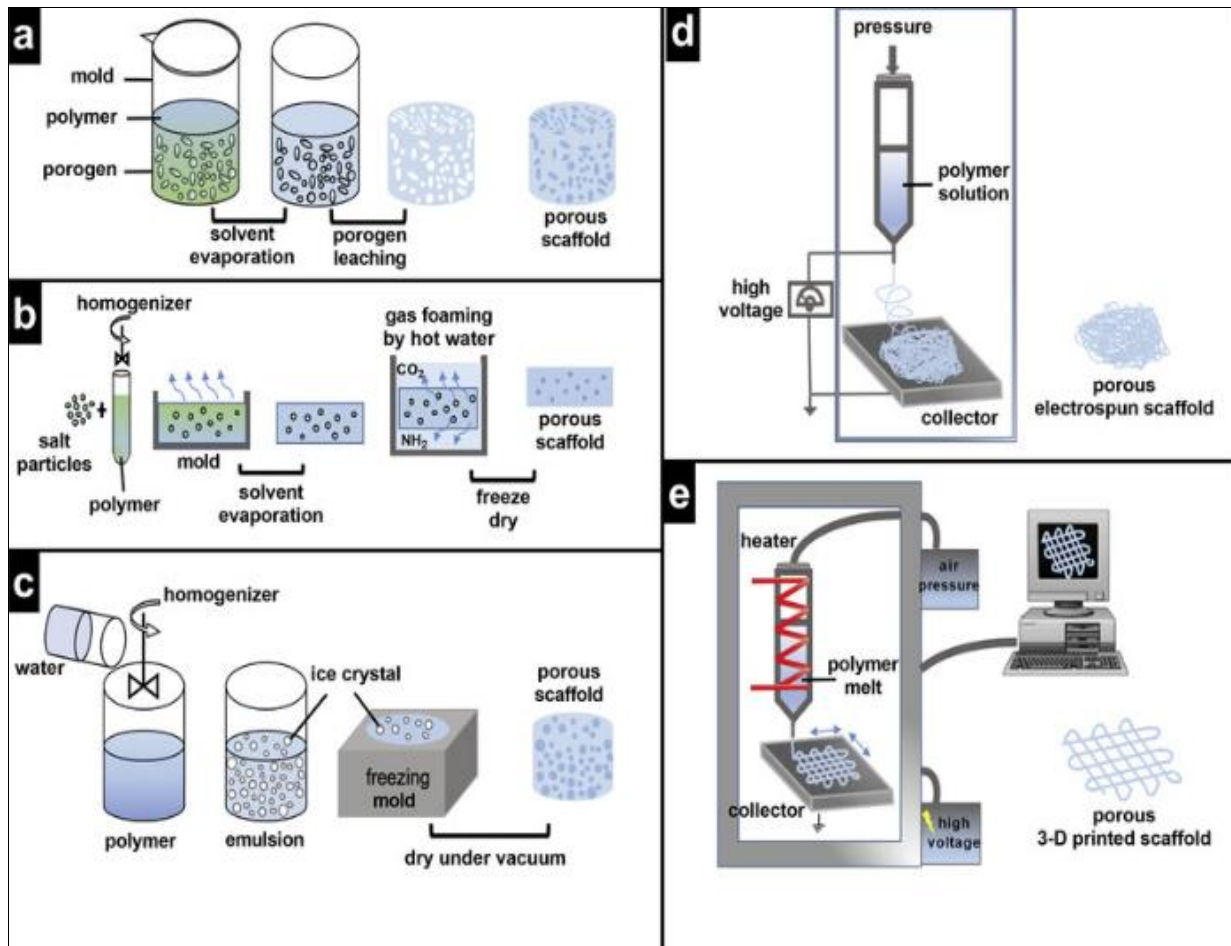 a
mold
polymer
porogen
solvent
evaporation
porogen
leaching
porous
scaffold
b
homogenizer
salt
particles
polymer
mold
solvent
evaporation
gas foaming
by hot water
CO₂
NH₂
freeze
dry
porous
scaffold
c
homogenizer
water
polymer
ice crystal
emulsion
freezing
mold
dry under vacuum
porous
scaffold
d
pressure
polymer
solution
high
voltage
collector
porous
electrospun scaffold
e
heater
air
pressure
polymer
melt
collector
high
voltage
porous
3-D printed scaffold